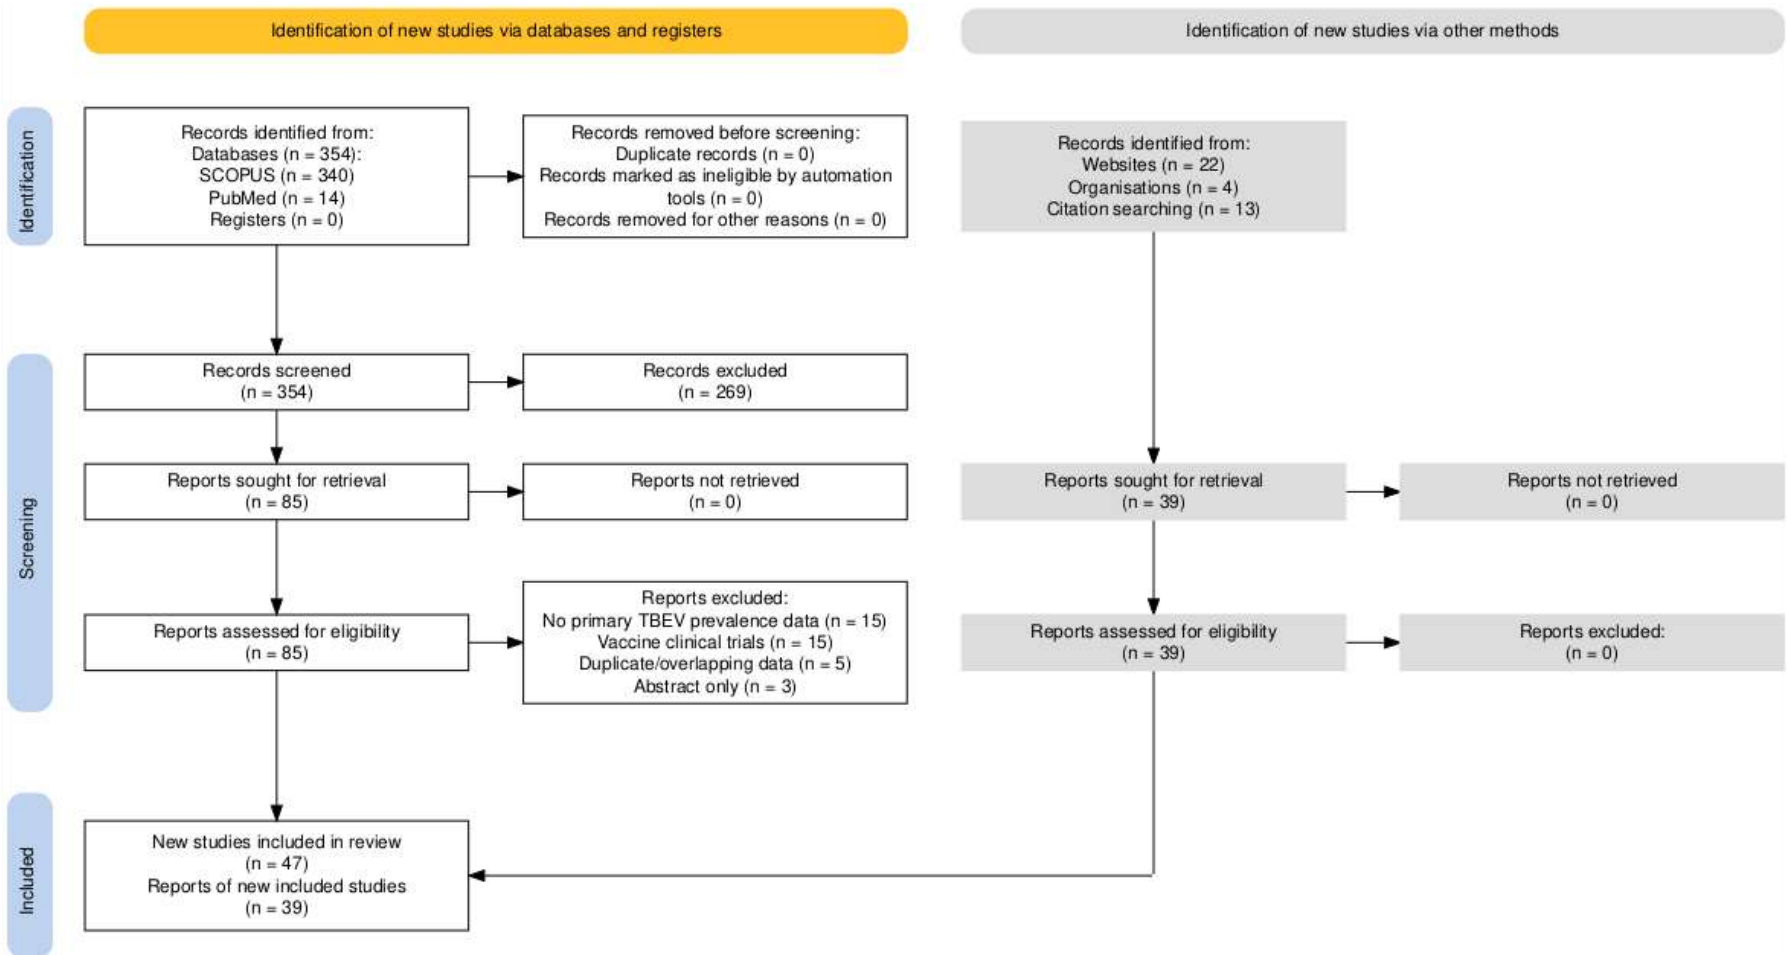 Identification of new studies via databases and registers
Identification of new studies via other methods
Identification
Records identified from:
Databases (n = 354):
SCOPUS (n = 340)
PubMed (n = 14)
Registers (n = 0)
Records removed before screening:
Duplicate records (n = 0)
Records marked as ineligible by automation
tools (n = 0)
Records removed for other reasons (n = 0)
Records identified from:
Websites (n = 22)
Organisations (n = 4)
Citation searching (n = 13)
Screening
Records screened
(n = 354)
Records excluded
(n = 269)
Reports sought for retrieval
(n = 85)
Reports not retrieved
(n = 0)
Reports sought for retrieval
(n = 39)
Reports not retrieved
(n = 0)
Reports assessed for eligibility
(n = 85)
Reports excluded:
No primary TBEV prevalence data (n = 15)
Vaccine clinical trials (n = 15)
Duplicate/overlapping data (n = 5)
Abstract only (n = 3)
Reports assessed for eligibility
(n = 39)
Reports excluded:
(n = 0)
Included
New studies included in review
(n = 47)
Reports of new included studies
(n = 39)